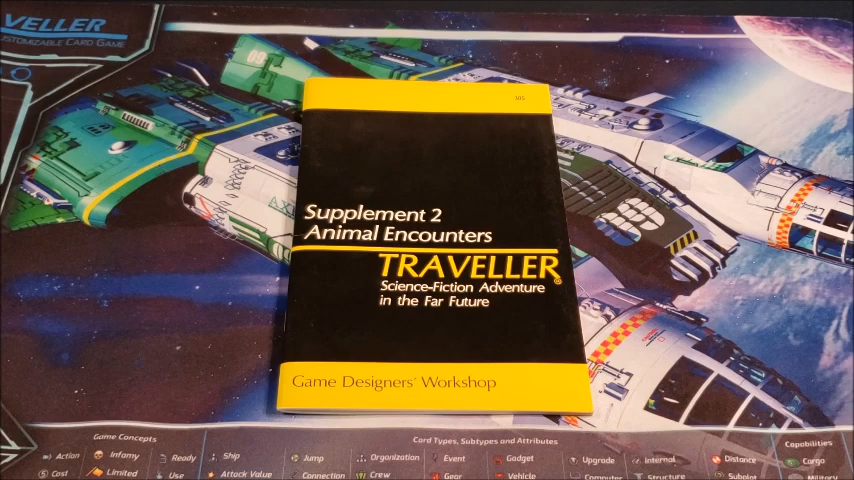 VELLER
CUSTOMIZABLE CARD GAME
305
Supplement 2
Animal Encounters
TRAVELLER®
Science-Fiction Adventure
in the Far Future
Game Designers' Workshop
Game Concepts
Card Types, Subtypes and Attributes
Capabilities
Action Infamy Ready Ship Jump Organization Event Gadget Upgrade Internal Distance Cargo
Cost Limited Use Attack Value Connection Crew Gear Vehicle Computer Structure Subplot Military